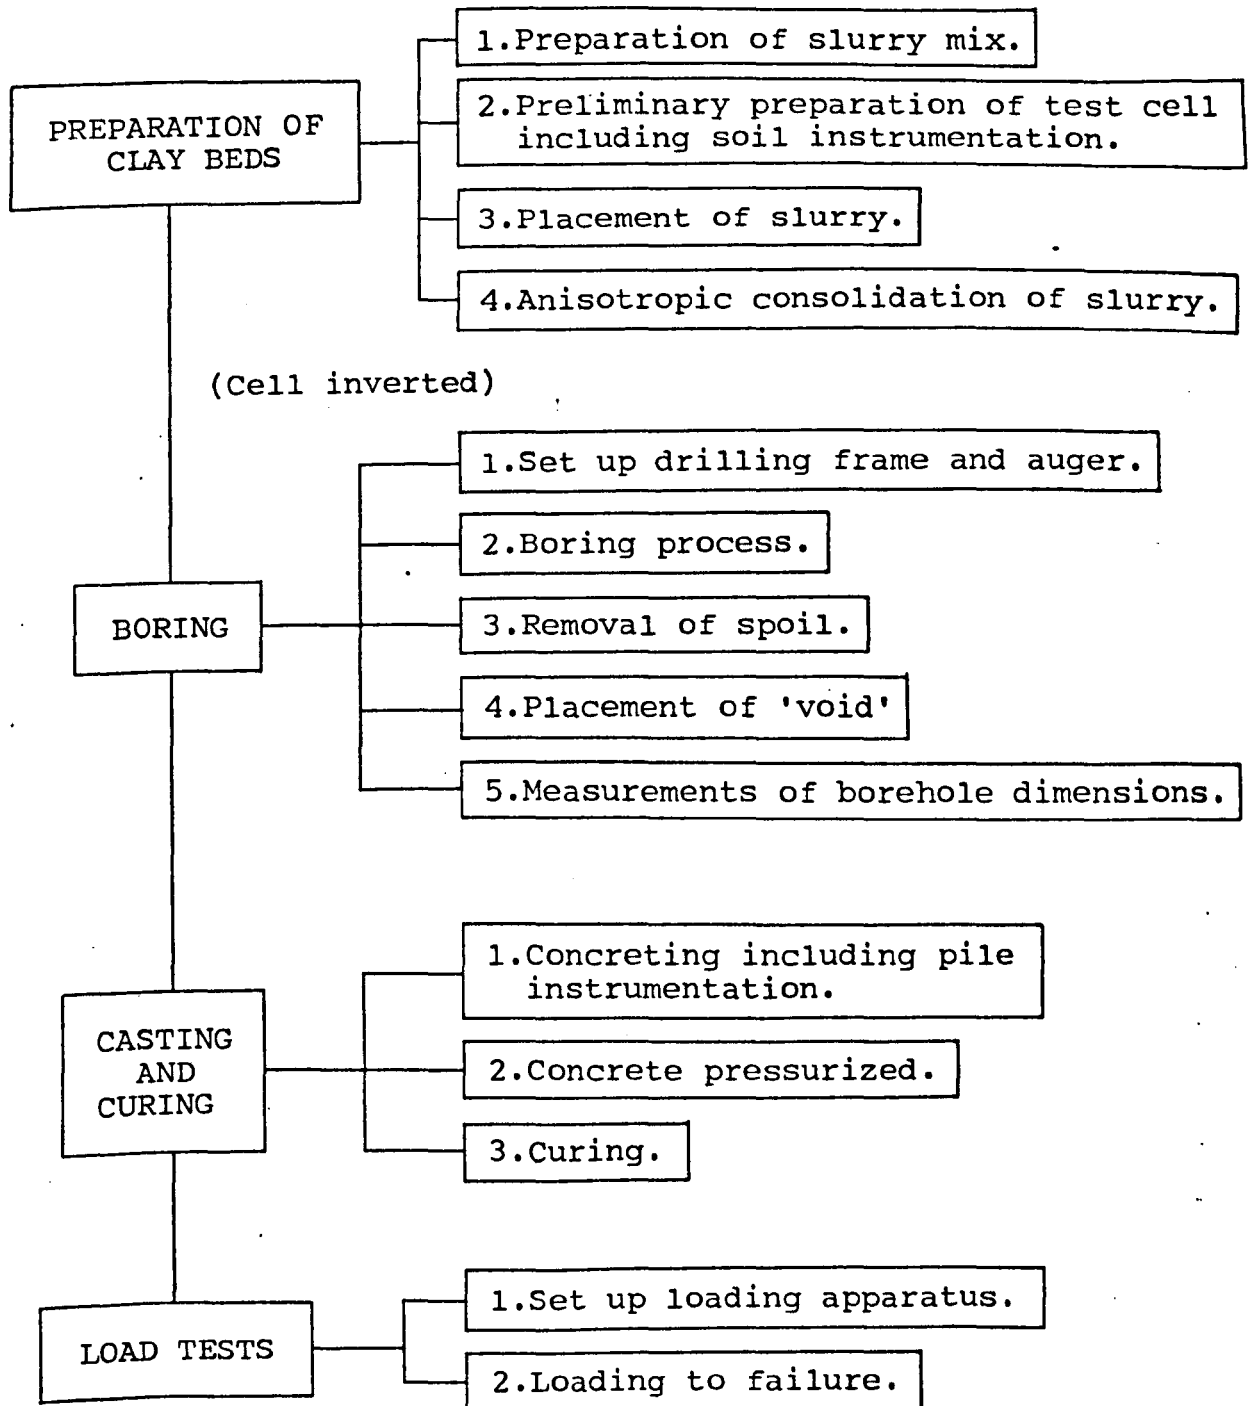 PREPARATION OF
CLAY BEDS
1.Preparation of slurry mix.
2.Preliminary preparation of test cell
including soil instrumentation.
3.Placement of slurry.
4.Anisotropic consolidation of slurry.
(Cell inverted)
BORING
1.Set up drilling frame and auger.
2.Boring process.
3.Removal of spoil.
4.Placement of 'void'
5.Measurements of borehole dimensions.
CASTING
AND
CURING
1.Concreting including pile
instrumentation.
2.Concrete pressurized.
3.Curing.
LOAD TESTS
1.Set up loading apparatus.
2.Loading to failure.